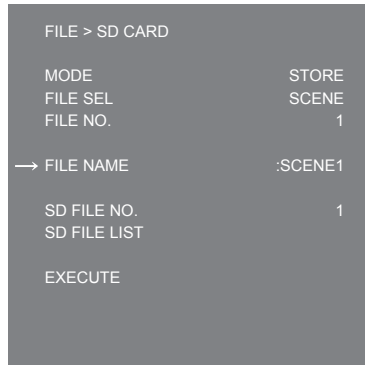 FILE > SD CARD
MODE STORE
FILE SEL SCENE
FILE NO. 1
→ FILE NAME :SCENE1
SD FILE NO. 1
SD FILE LIST
EXECUTE